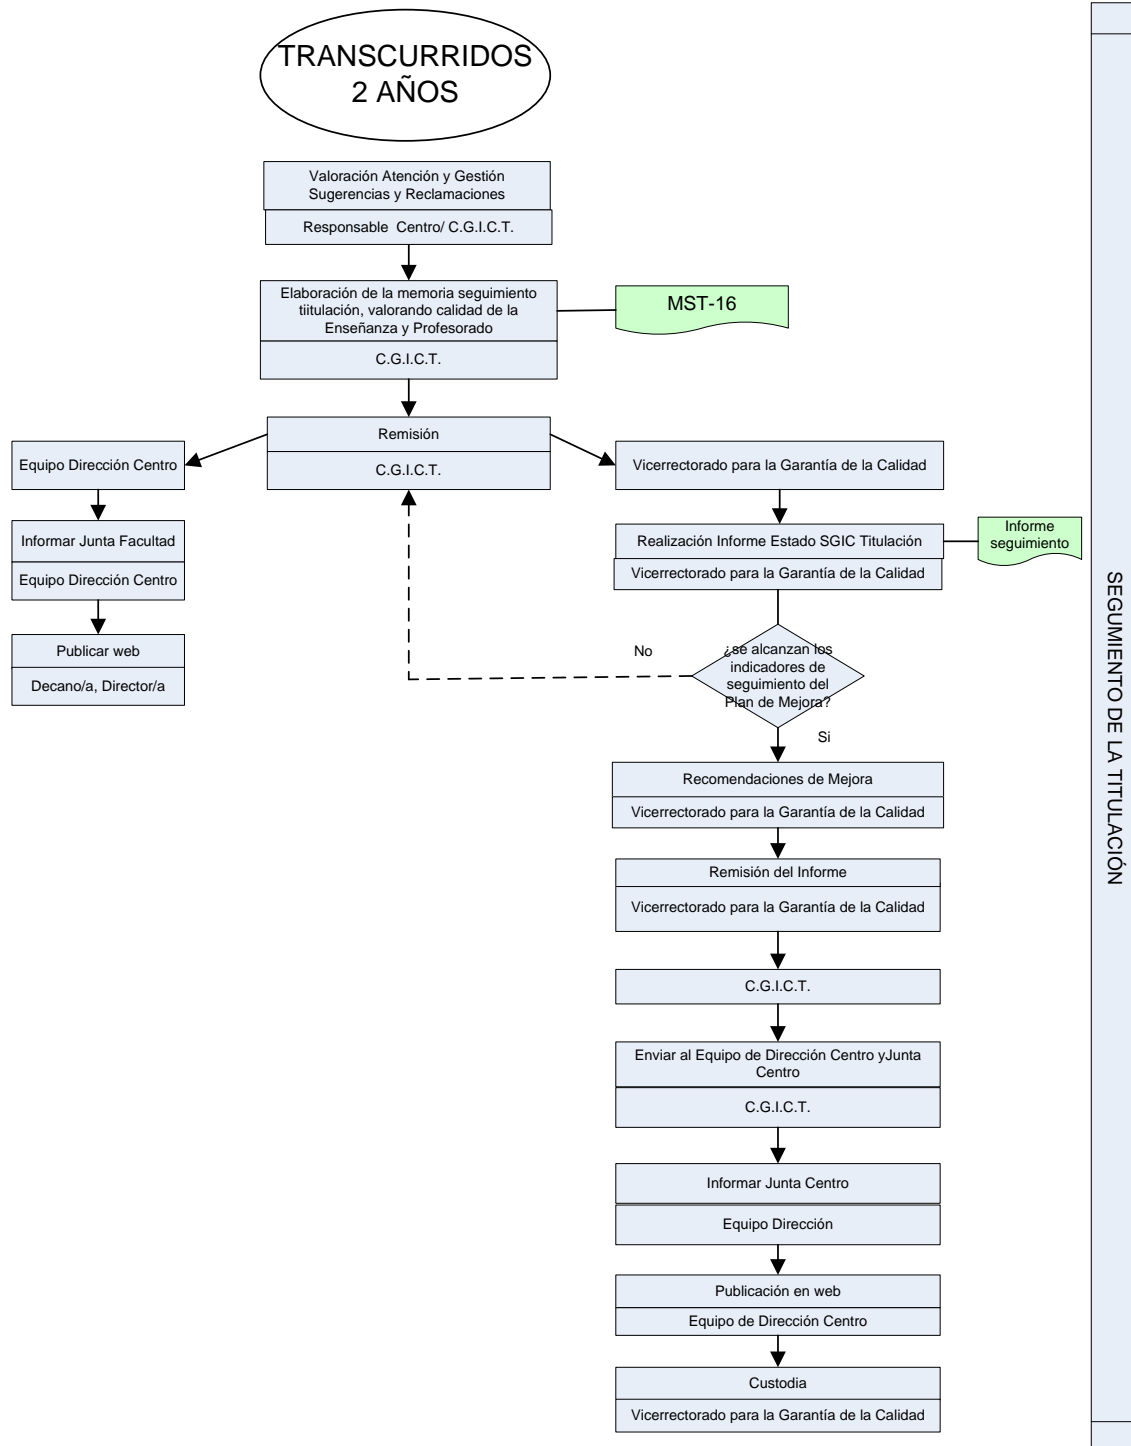 TRANSCURRIDOS
2 AÑOS
Valoración Atención y Gestión
Sugerencias y Reclamaciones
Responsable Centro/ C.G.I.C.T.
Elaboración de la memoria seguimiento
tiitulación, valorando calidad de la
Enseñanza y Profesorado
C.G.I.C.T.
MST-16
Remisión
C.G.I.C.T.
Equipo Dirección Centro
Informar Junta Facultad
Equipo Dirección Centro
Publicar web
Decano/a, Director/a
Vicerrectorado para la Garantía de la Calidad
Realización Informe Estado SGIC Titulación
Vicerrectorado para la Garantía de la Calidad
Informe
seguimiento
¿se alcanzan los
indicadores de
seguimiento del
Plan de Mejora?
No
Si
Recomendaciones de Mejora
Vicerrectorado para la Garantía de la Calidad
Remisión del Informe
Vicerrectorado para la Garantía de la Calidad
C.G.I.C.T.
Enviar al Equipo de Dirección Centro yJunta
Centro
C.G.I.C.T.
Informar Junta Centro
Equipo Dirección
Publicación en web
Equipo de Dirección Centro
Custodia
Vicerrectorado para la Garantía de la Calidad
SEGUMIENTO DE LA TITULACIÓN